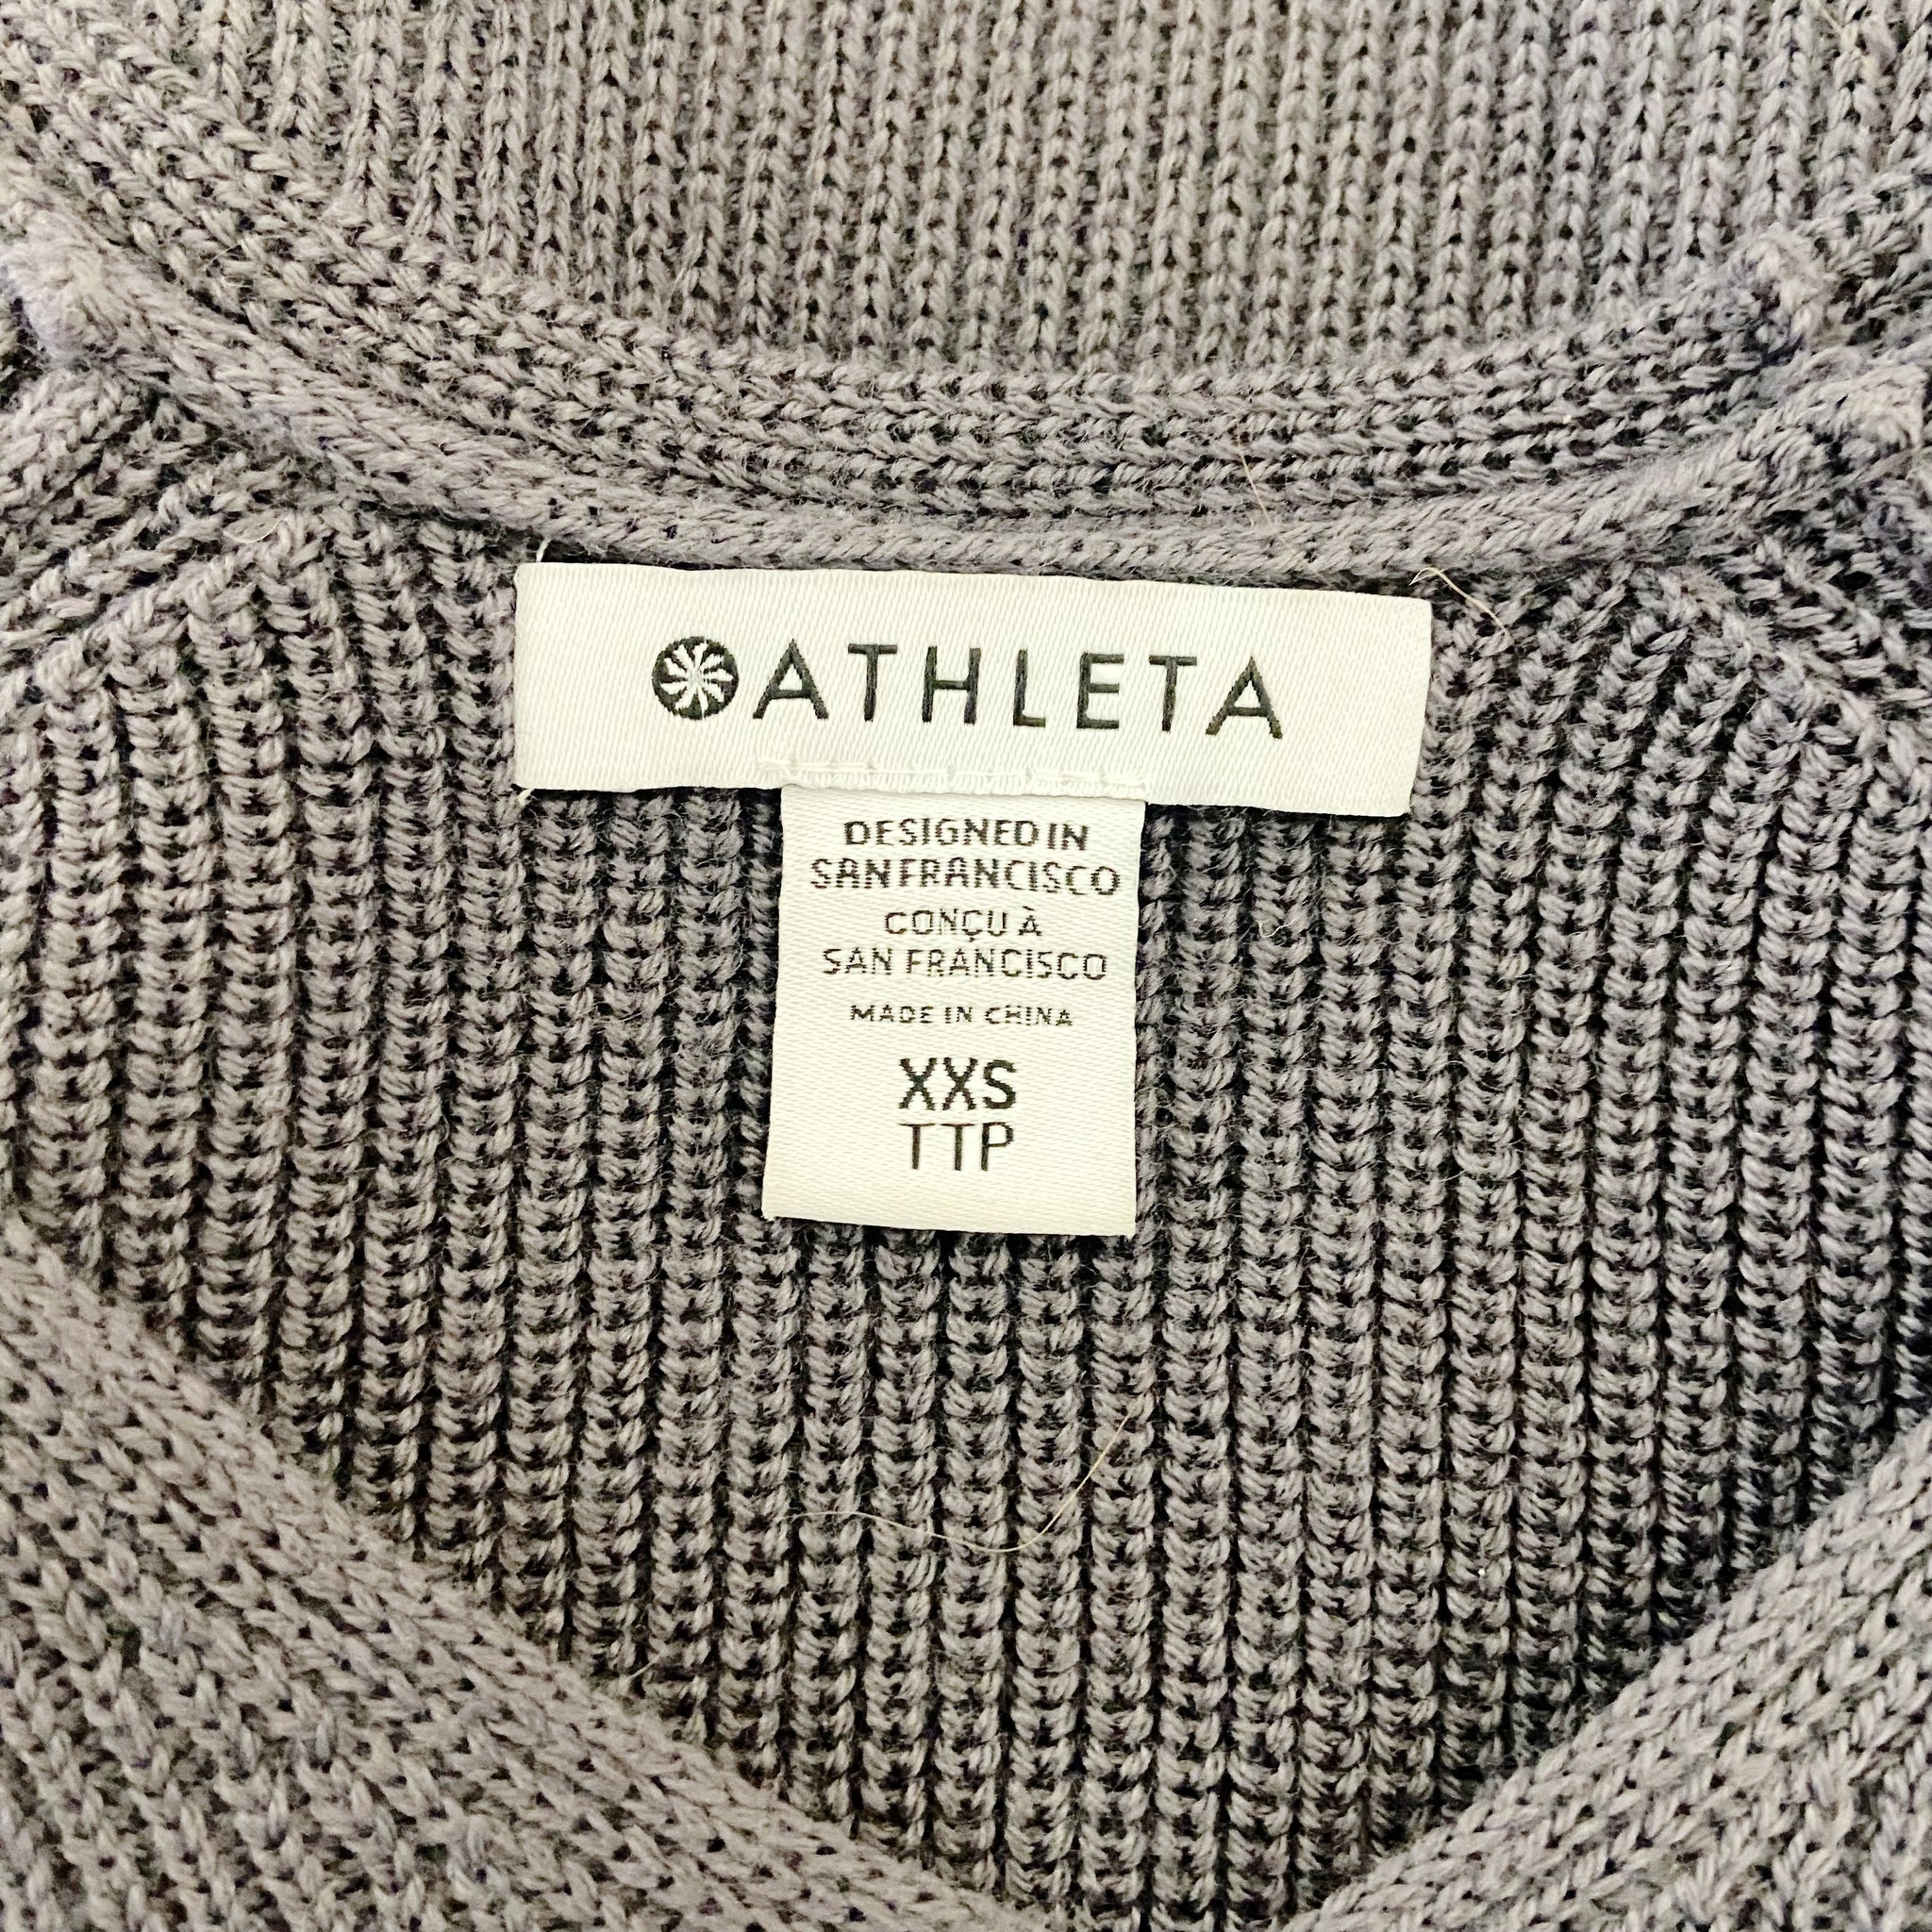 ATHLETA
DESIGNED IN
SAN FRANCISCO
CONÇU À
SAN FRANCISCO
MADE IN CHINA
XXS
TTP